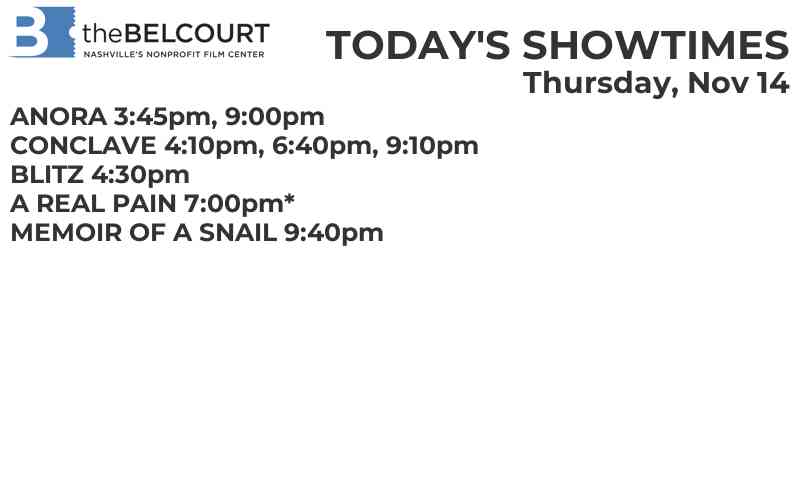 B theBELCOURT
NASHVILLE'S NONPROFIT FILM CENTER
TODAY'S SHOWTIMES
Thursday, Nov 14
ANORA 3:45pm, 9:00pm
CONCLAVE 4:10pm, 6:40pm, 9:10pm
BLITZ 4:30pm
A REAL PAIN 7:00pm*
MEMOIR OF A SNAIL 9:40pm